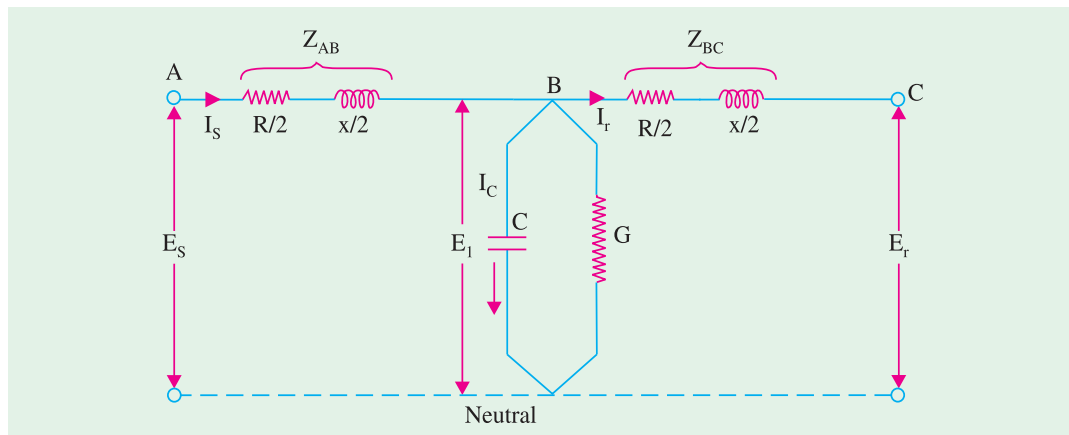 Z_AB
Z_BC
A
B
C
I_S
R/2
x/2
I_r
R/2
x/2
I_C
C
G
E_S
E_1
E_r
Neutral